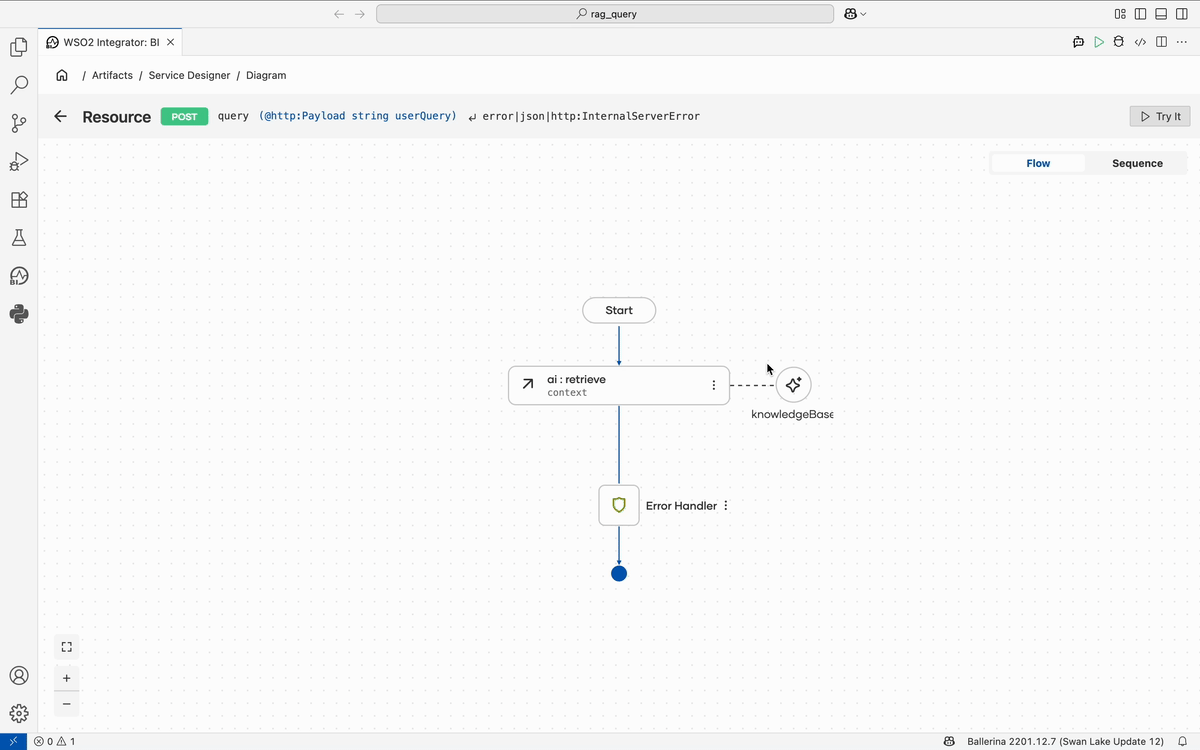 rag_query
WSO2 Integrator: BI
/ Artifacts / Service Designer / Diagram
Resource POST query (@http:Payload string userQuery) error|json|http:InternalServerError
Try It
Flow Sequence
Start
ai : retrieve
context
knowledgeBase
Error Handler
BI
0 1
Ballerina 2201.12.7 (Swan Lake Update 12)